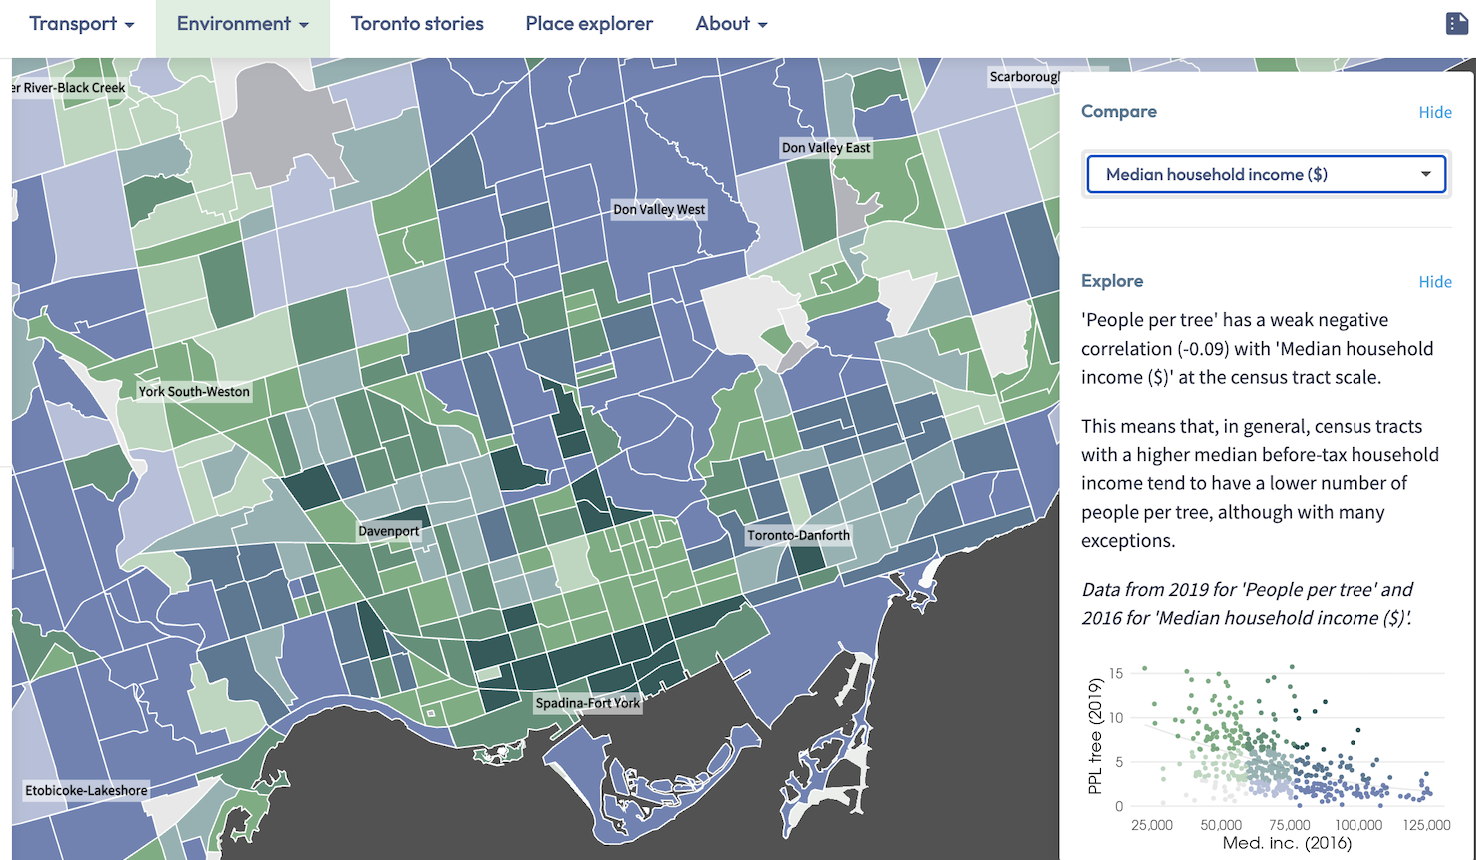 Transport
Environment
Toronto stories
Place explorer
About
er River-Black Creek
Scarborough
Don Valley East
Don Valley West
York South-Weston
Davenport
Toronto-Danforth
Spadina-Fort York
Etobicoke-Lakeshore
Compare
Hide
Median household income ($)
Explore
Hide
'People per tree' has a weak negative
correlation (-0.09) with 'Median household
income ($)' at the census tract scale.
This means that, in general, census tracts
with a higher median before-tax household
income tend to have a lower number of
people per tree, although with many
exceptions.
Data from 2019 for 'People per tree' and
2016 for 'Median household income ($)'.
PPL tree (2019)
15
10
5
0
25,000 50,000 75,000 100,000 125,000
Med. inc. (2016)